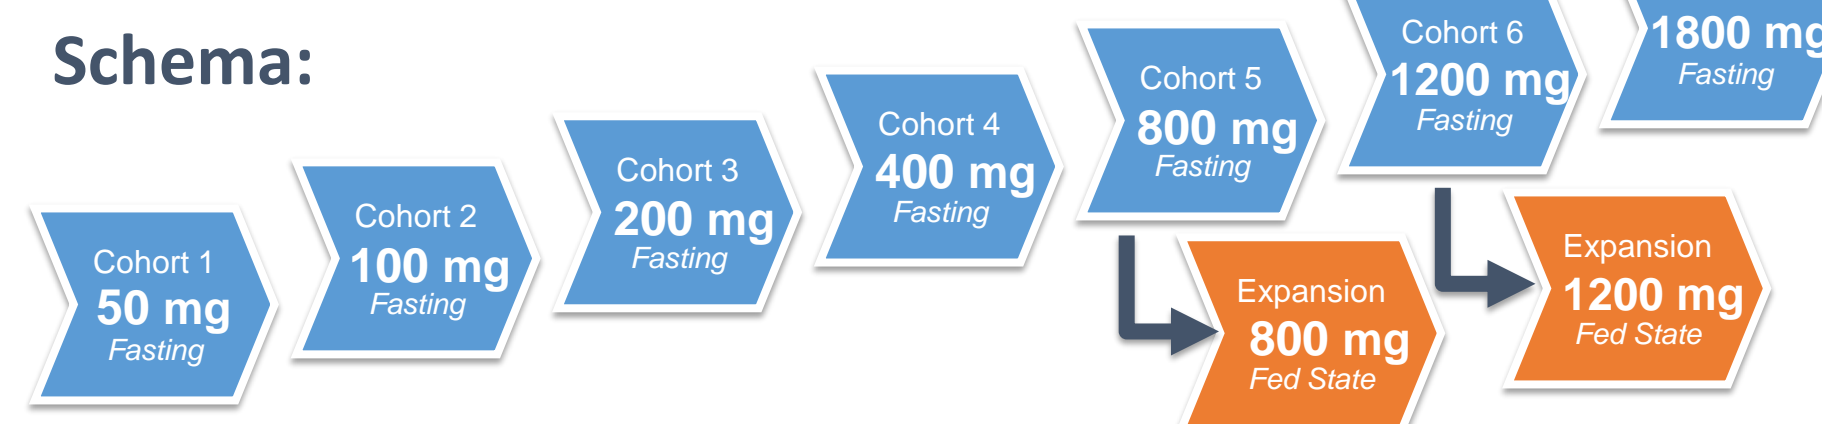 Schema:
Cohort 1
50 mg
Fasting
Cohort 2
100 mg
Fasting
Cohort 3
200 mg
Fasting
Cohort 4
400 mg
Fasting
Cohort 5
800 mg
Fasting
Cohort 6
1200 mg
Fasting
1800 mg
Fasting
Expansion
800 mg
Fed State
Expansion
1200 mg
Fed State